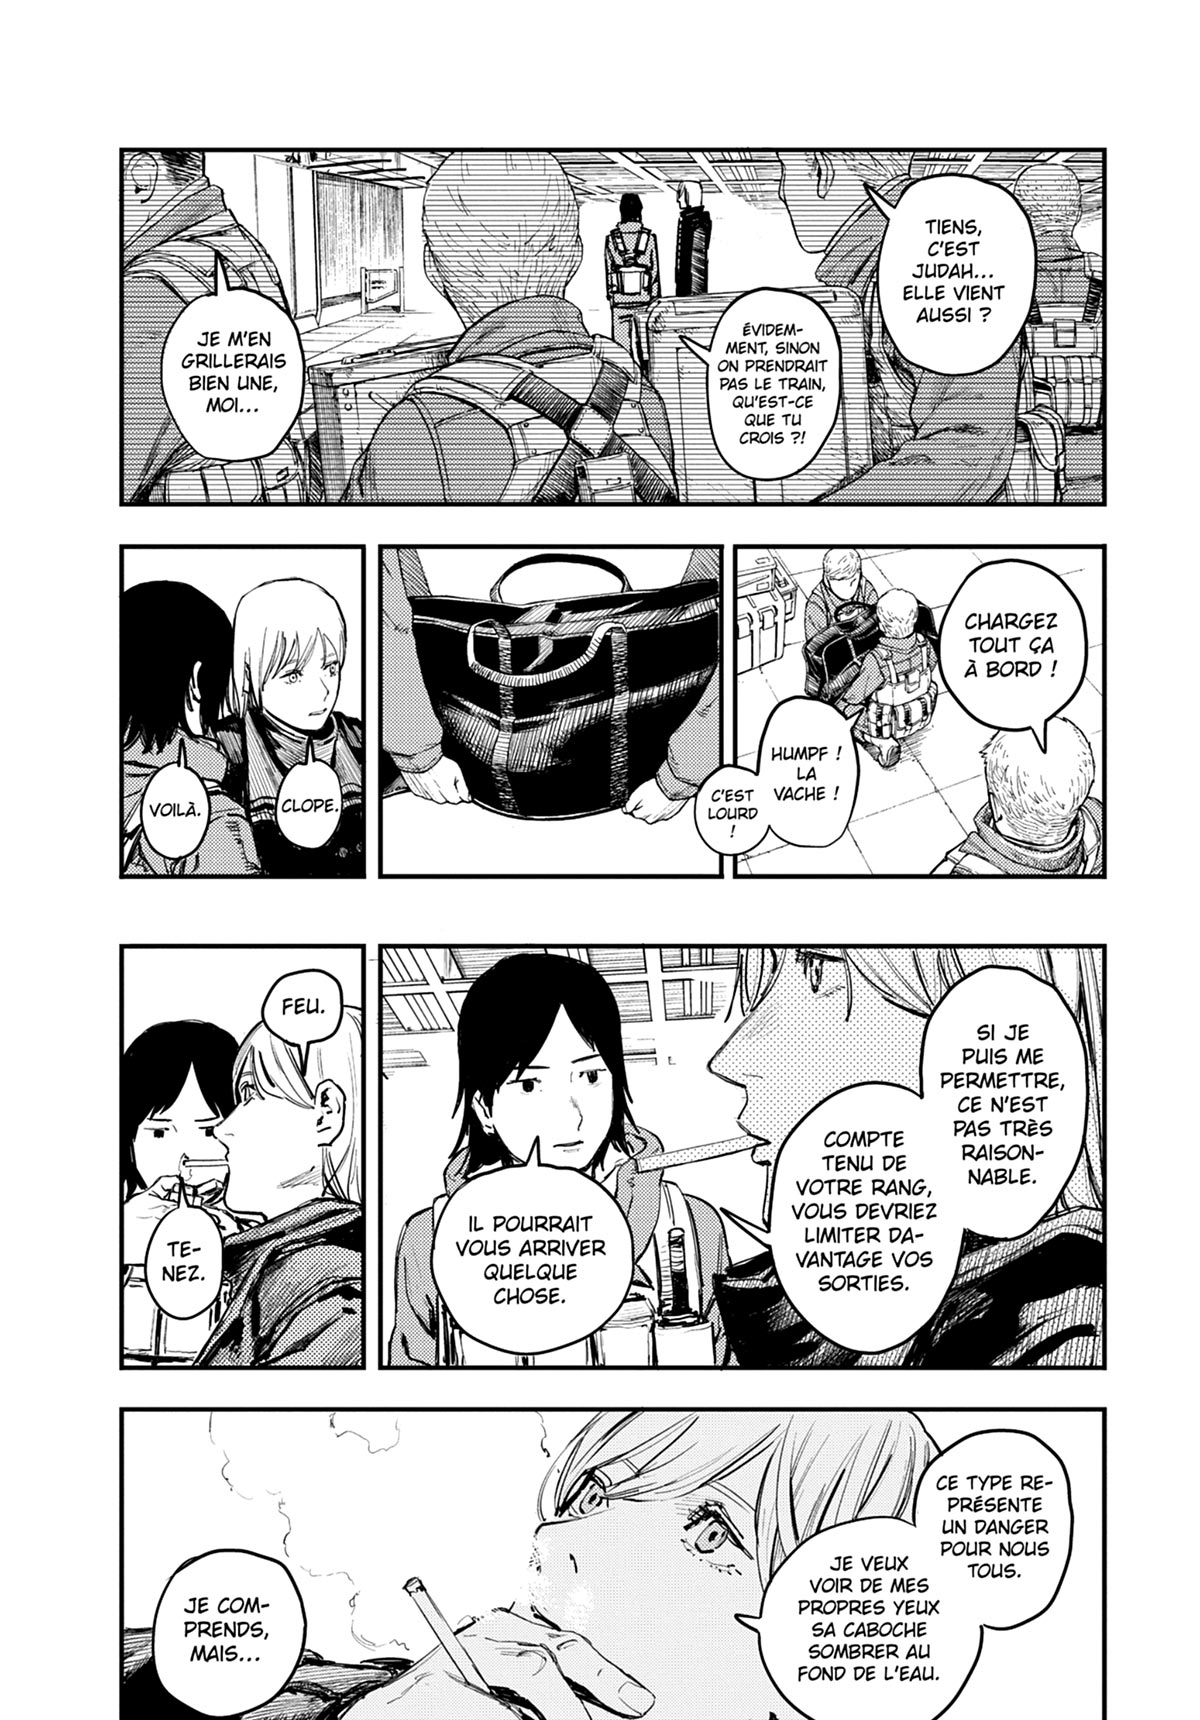 TIENS,
C'EST
JUDAH...
ELLE VIENT
AUSSI ?
ÉVIDEM-
MENT, SINON
ON PRENDRAIT
PAS LE TRAIN,
QU'EST-CE
QUE TU
CROIS ?!
JE M'EN
GRILLERAIS
BIEN UNE,
MOI...
CHARGEZ
TOUT ÇA
À BORD !
HUMPF !
LA
VACHE !
C'EST
LOURD
!
CLOPE.
VOILÀ.
SI JE
PUIS ME
PERMETTRE,
CE N'EST
PAS TRÈS
RAISON-
NABLE.
COMPTE
TENU DE
VOTRE RANG,
VOUS DEVRIEZ
LIMITER DA-
VANTAGE VOS
SORTIES.
IL POURRAIT
VOUS ARRIVER
QUELQUE
CHOSE.
FEU.
TE-
NEZ.
CE TYPE RE-
PRÉSENTE
UN DANGER
POUR NOUS
TOUS.
JE VEUX
VOIR DE MES
PROPRES YEUX
SA CABOCHE
SOMBRER AU
FOND DE L'EAU.
JE COM-
PRENDS,
MAIS...